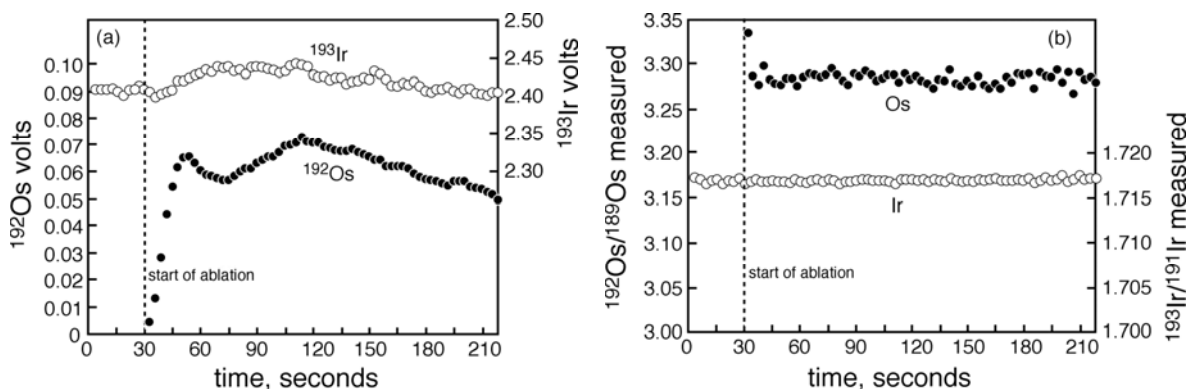 (a)
¹⁹³Ir
¹⁹²Os
start of ablation
0.10
0.09
0.08
0.07
0.06
0.05
0.04
0.03
0.02
0.01
0
¹⁹²Os volts
2.50
2.45
2.40
2.35
2.30
¹⁹³Ir volts
0 30 60 90 120 150 180 210
time, seconds
(b)
Os
Ir
start of ablation
3.35
3.30
3.25
3.20
3.15
3.10
3.05
3.00
¹⁹²Os/¹⁸⁹Os measured
1.720
1.715
1.710
1.705
1.700
¹⁹³Ir/¹⁹¹Ir measured
0 30 60 90 120 150 180 210
time, seconds